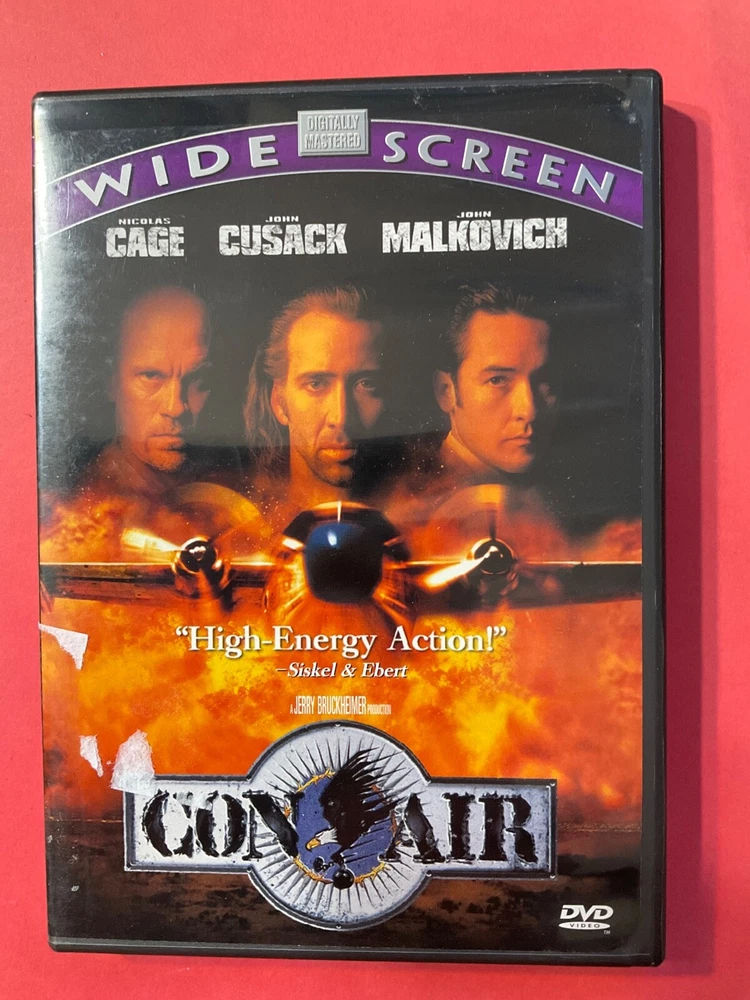 DIGITALLY
MASTERED
WIDE SCREEN
NICOLAS JOHN JOHN
CAGE CUSACK MALKOVICH
“High-Energy Action!”
–Siskel & Ebert
A JERRY BRUCKHEIMER PRODUCTION
CON AIR
DVD
VIDEO
TM